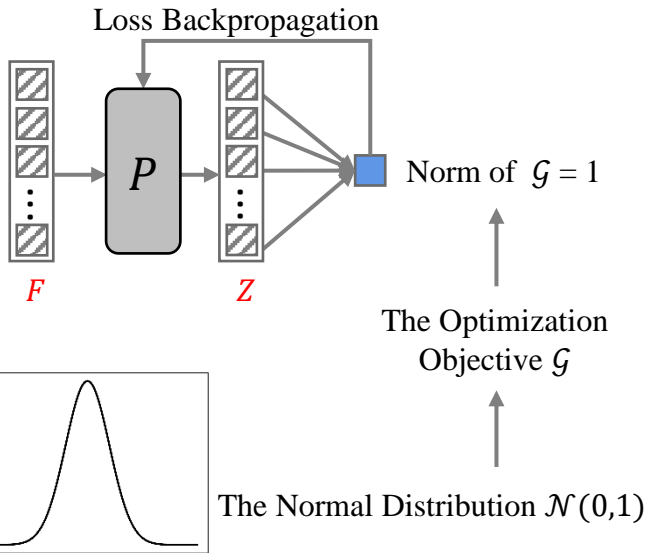 Loss Backpropagation
P
Norm of 𝒢 = 1
F
Z
The Optimization
Objective 𝒢
The Normal Distribution 𝒩(0,1)